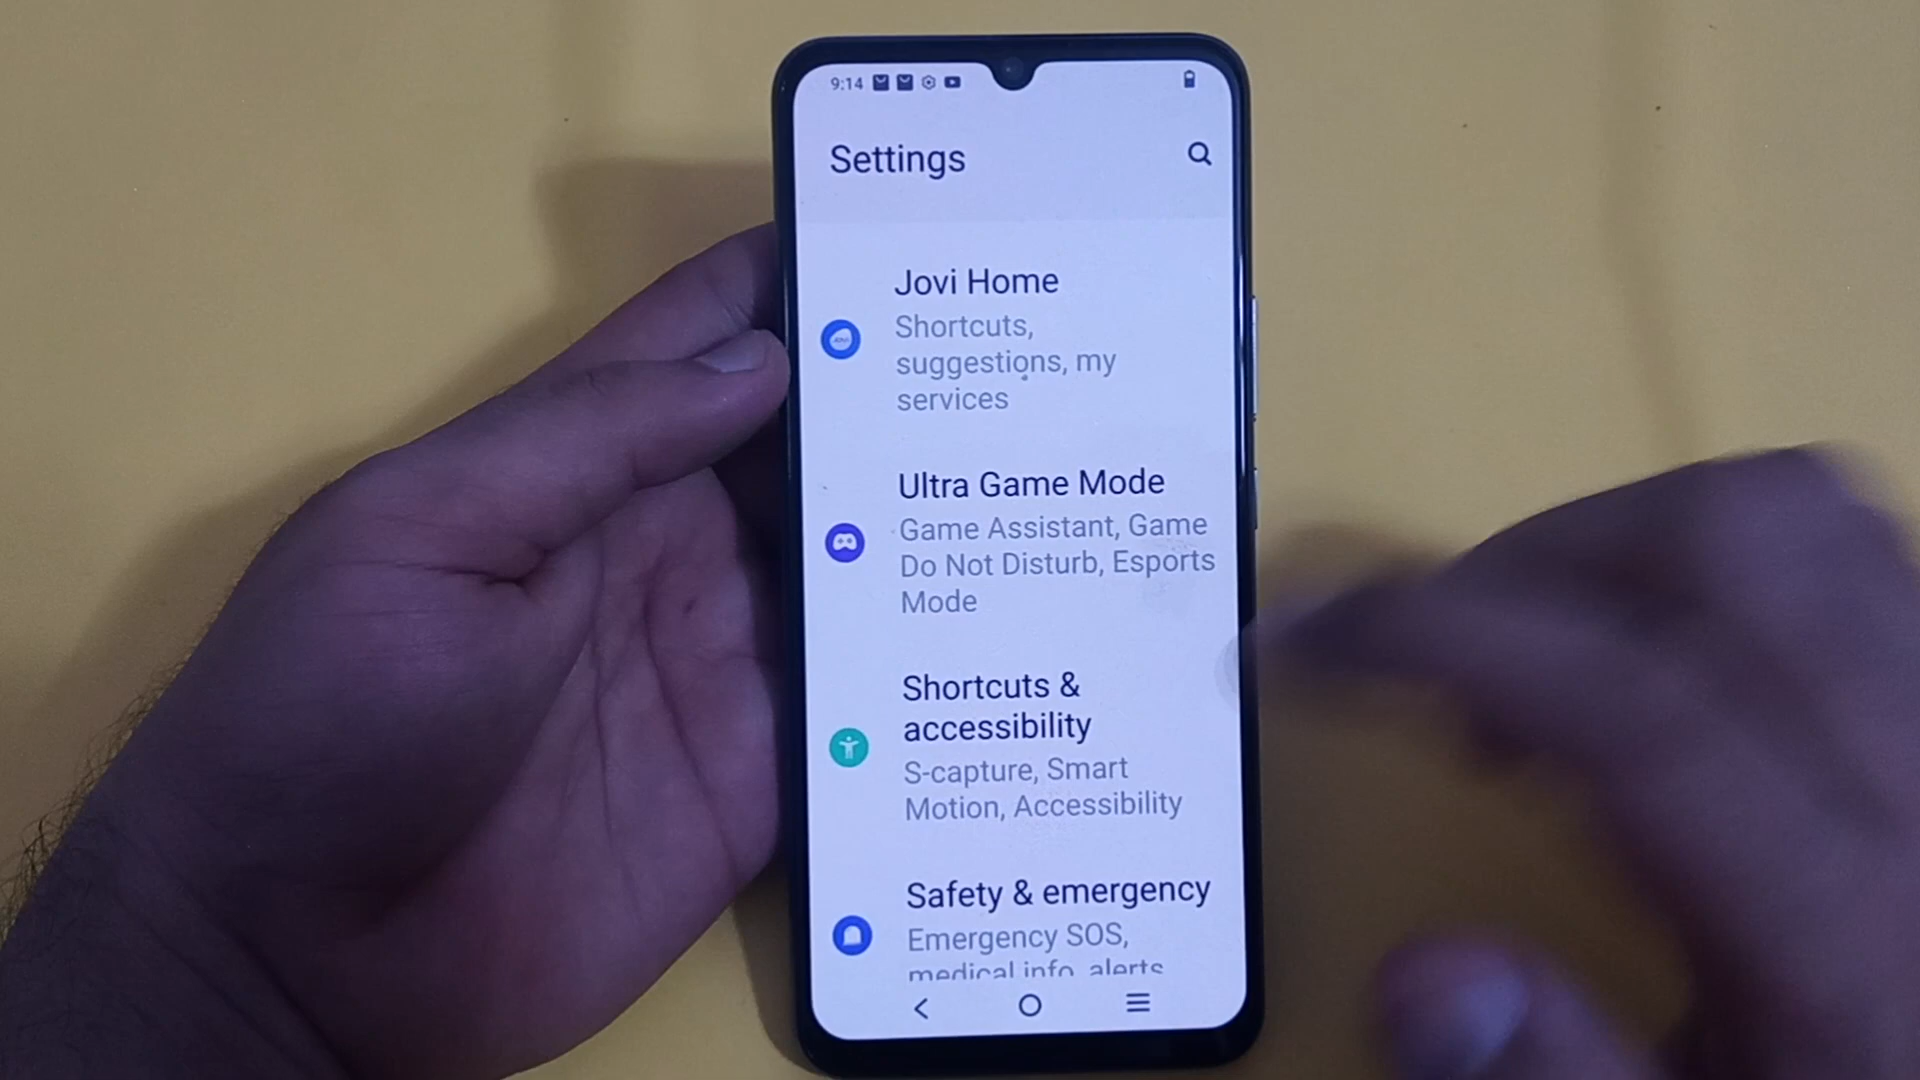 9:14
Settings
Jovi Home
Shortcuts,
suggestions, my
services
Ultra Game Mode
Game Assistant, Game
Do Not Disturb, Esports
Mode
Shortcuts &
accessibility
S-capture, Smart
Motion, Accessibility
Safety & emergency
Emergency SOS,
medical info, alerts